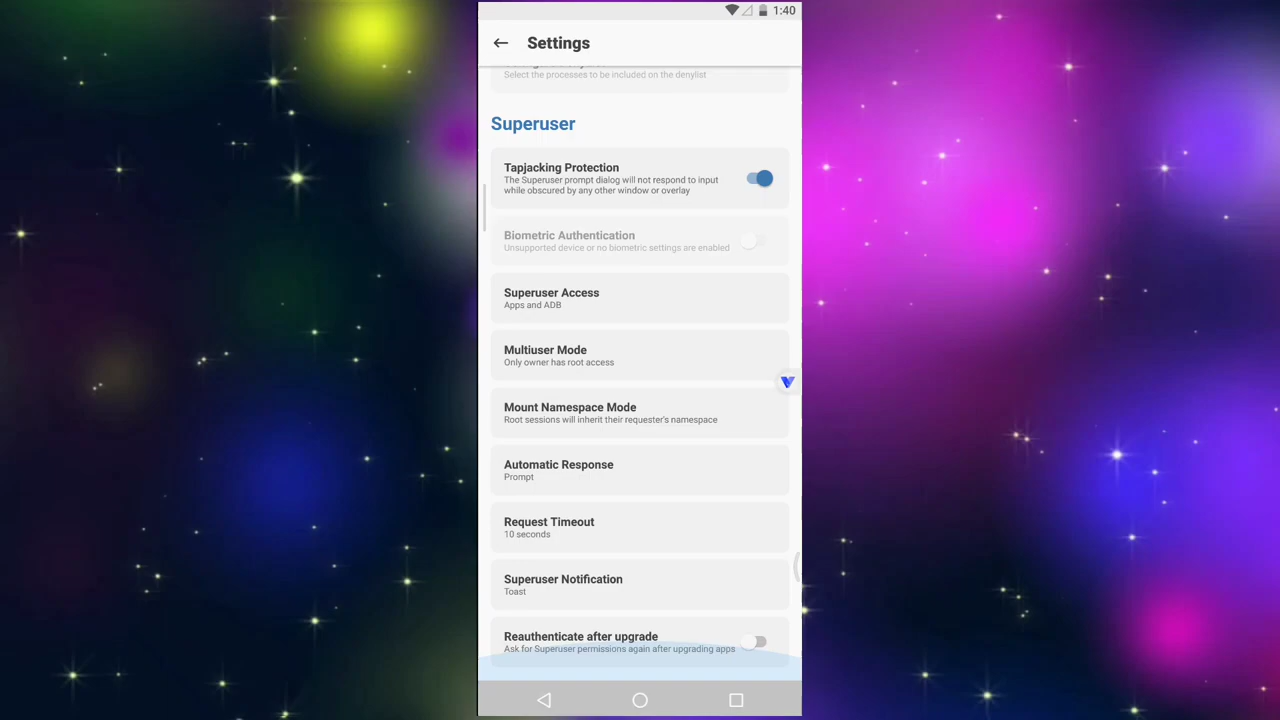 1:40
Settings
Select the processes to be included on the denylist
Superuser
Tapjacking Protection
The Superuser prompt dialog will not respond to input
while obscured by any other window or overlay
Biometric Authentication
Unsupported device or no biometric settings are enabled
Superuser Access
Apps and ADB
Multiuser Mode
Only owner has root access
Mount Namespace Mode
Root sessions will inherit their requester's namespace
Automatic Response
Prompt
Request Timeout
10 seconds
Superuser Notification
Toast
Reauthenticate after upgrade
Ask for Superuser permissions again after upgrading apps